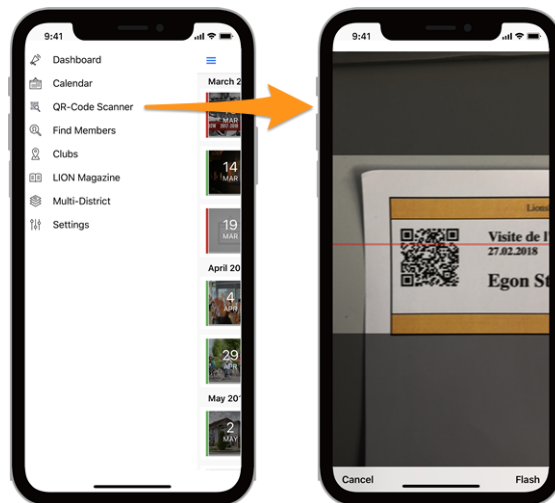 9:41
Dashboard
Calendar
QR-Code Scanner
Find Members
Clubs
LION Magazine
Multi-District
Settings
March 2
MAR
14
MAR
19
MAR
April 20
4
APR
29
APR
May 20
2
MAY
9:41
Lions
Visite de l'
27.02.2018
Egon St
Cancel
Flash